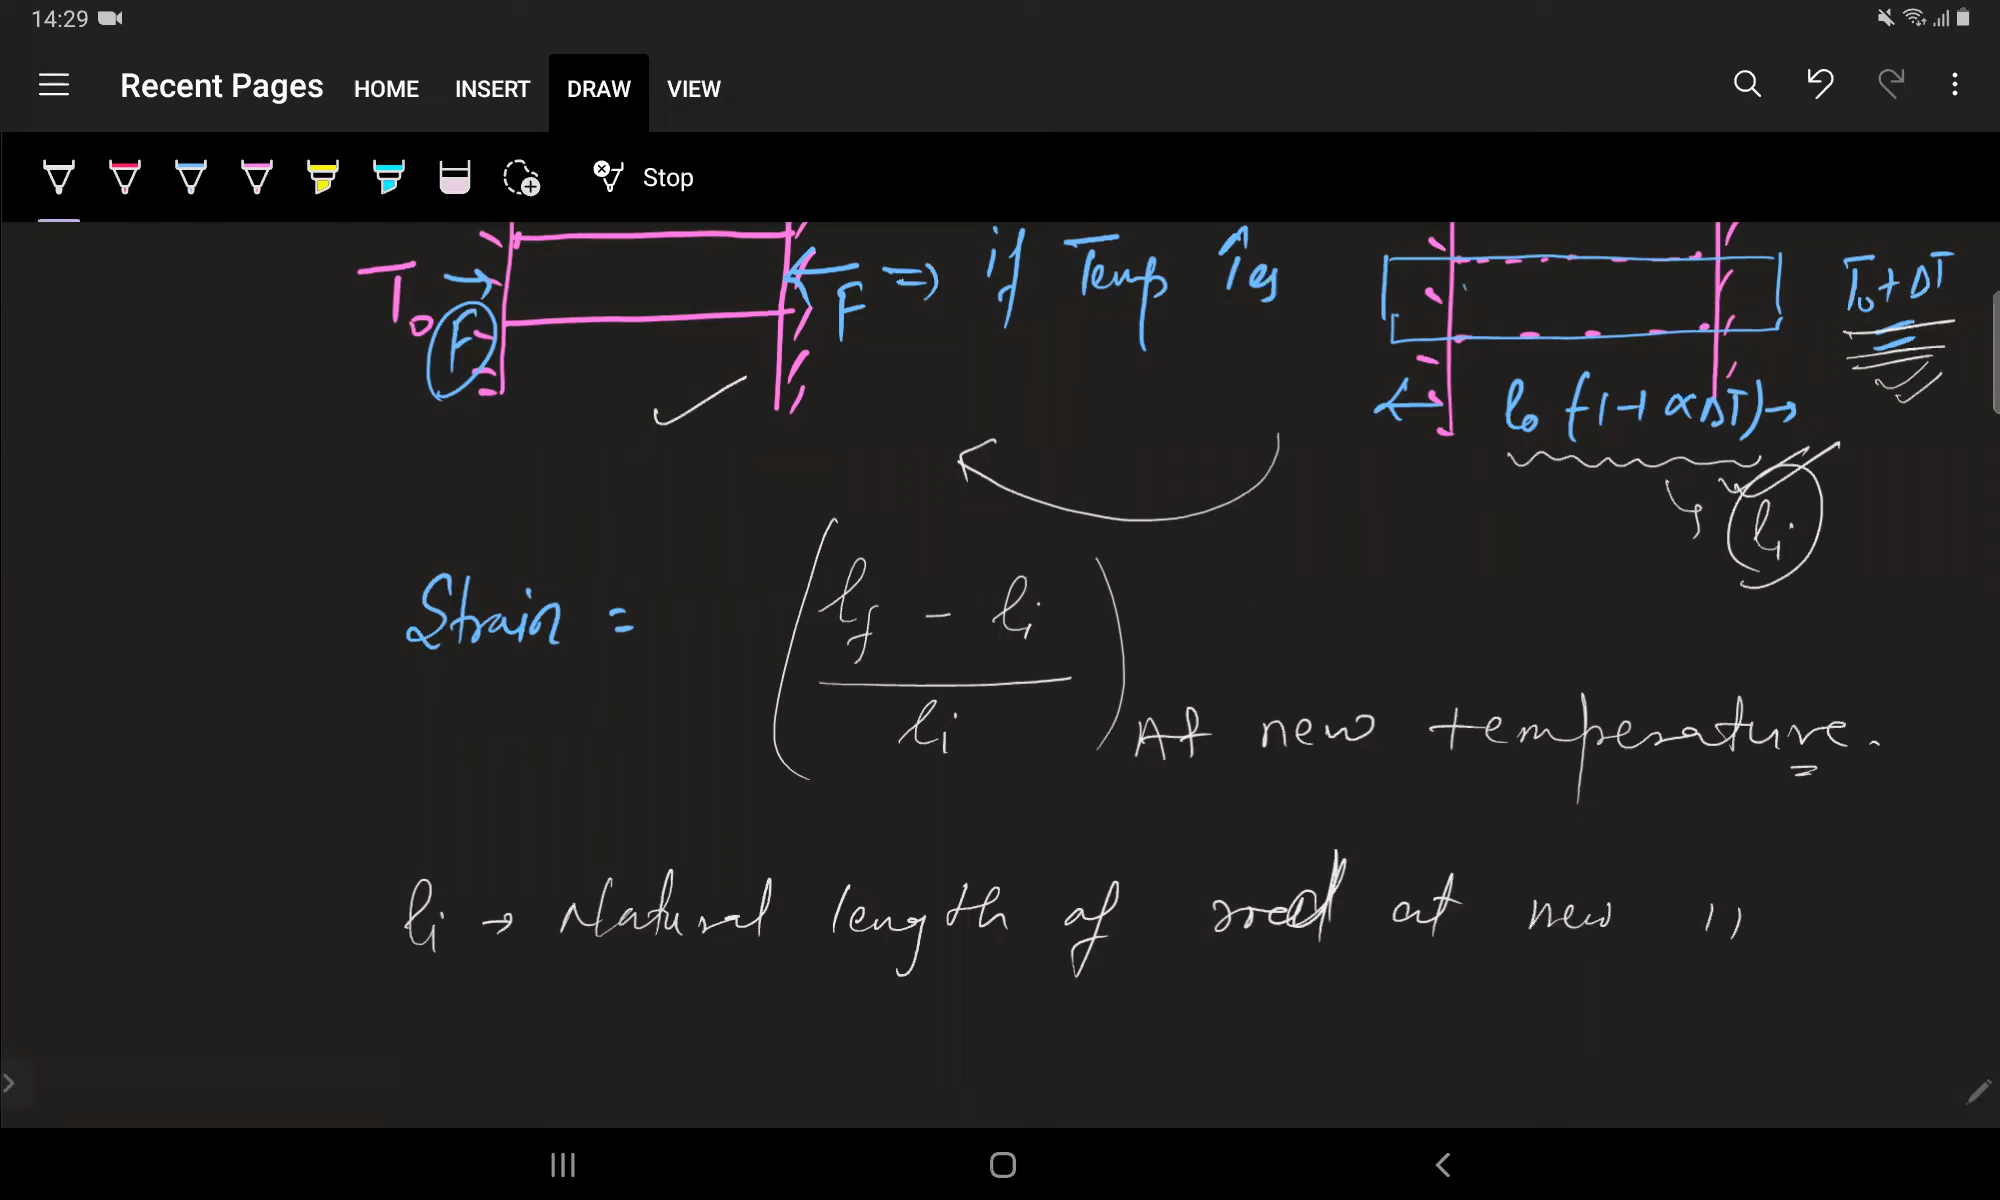 14:29
Recent Pages HOME INSERT DRAW VIEW
Stop
T₀ F F ⇒ if Temp ↑es T₀ + ΔT
l₀ (1+αΔT)
li
Strain = (lf - li / li) At new temperature.
li → Natural length of rod at new 11